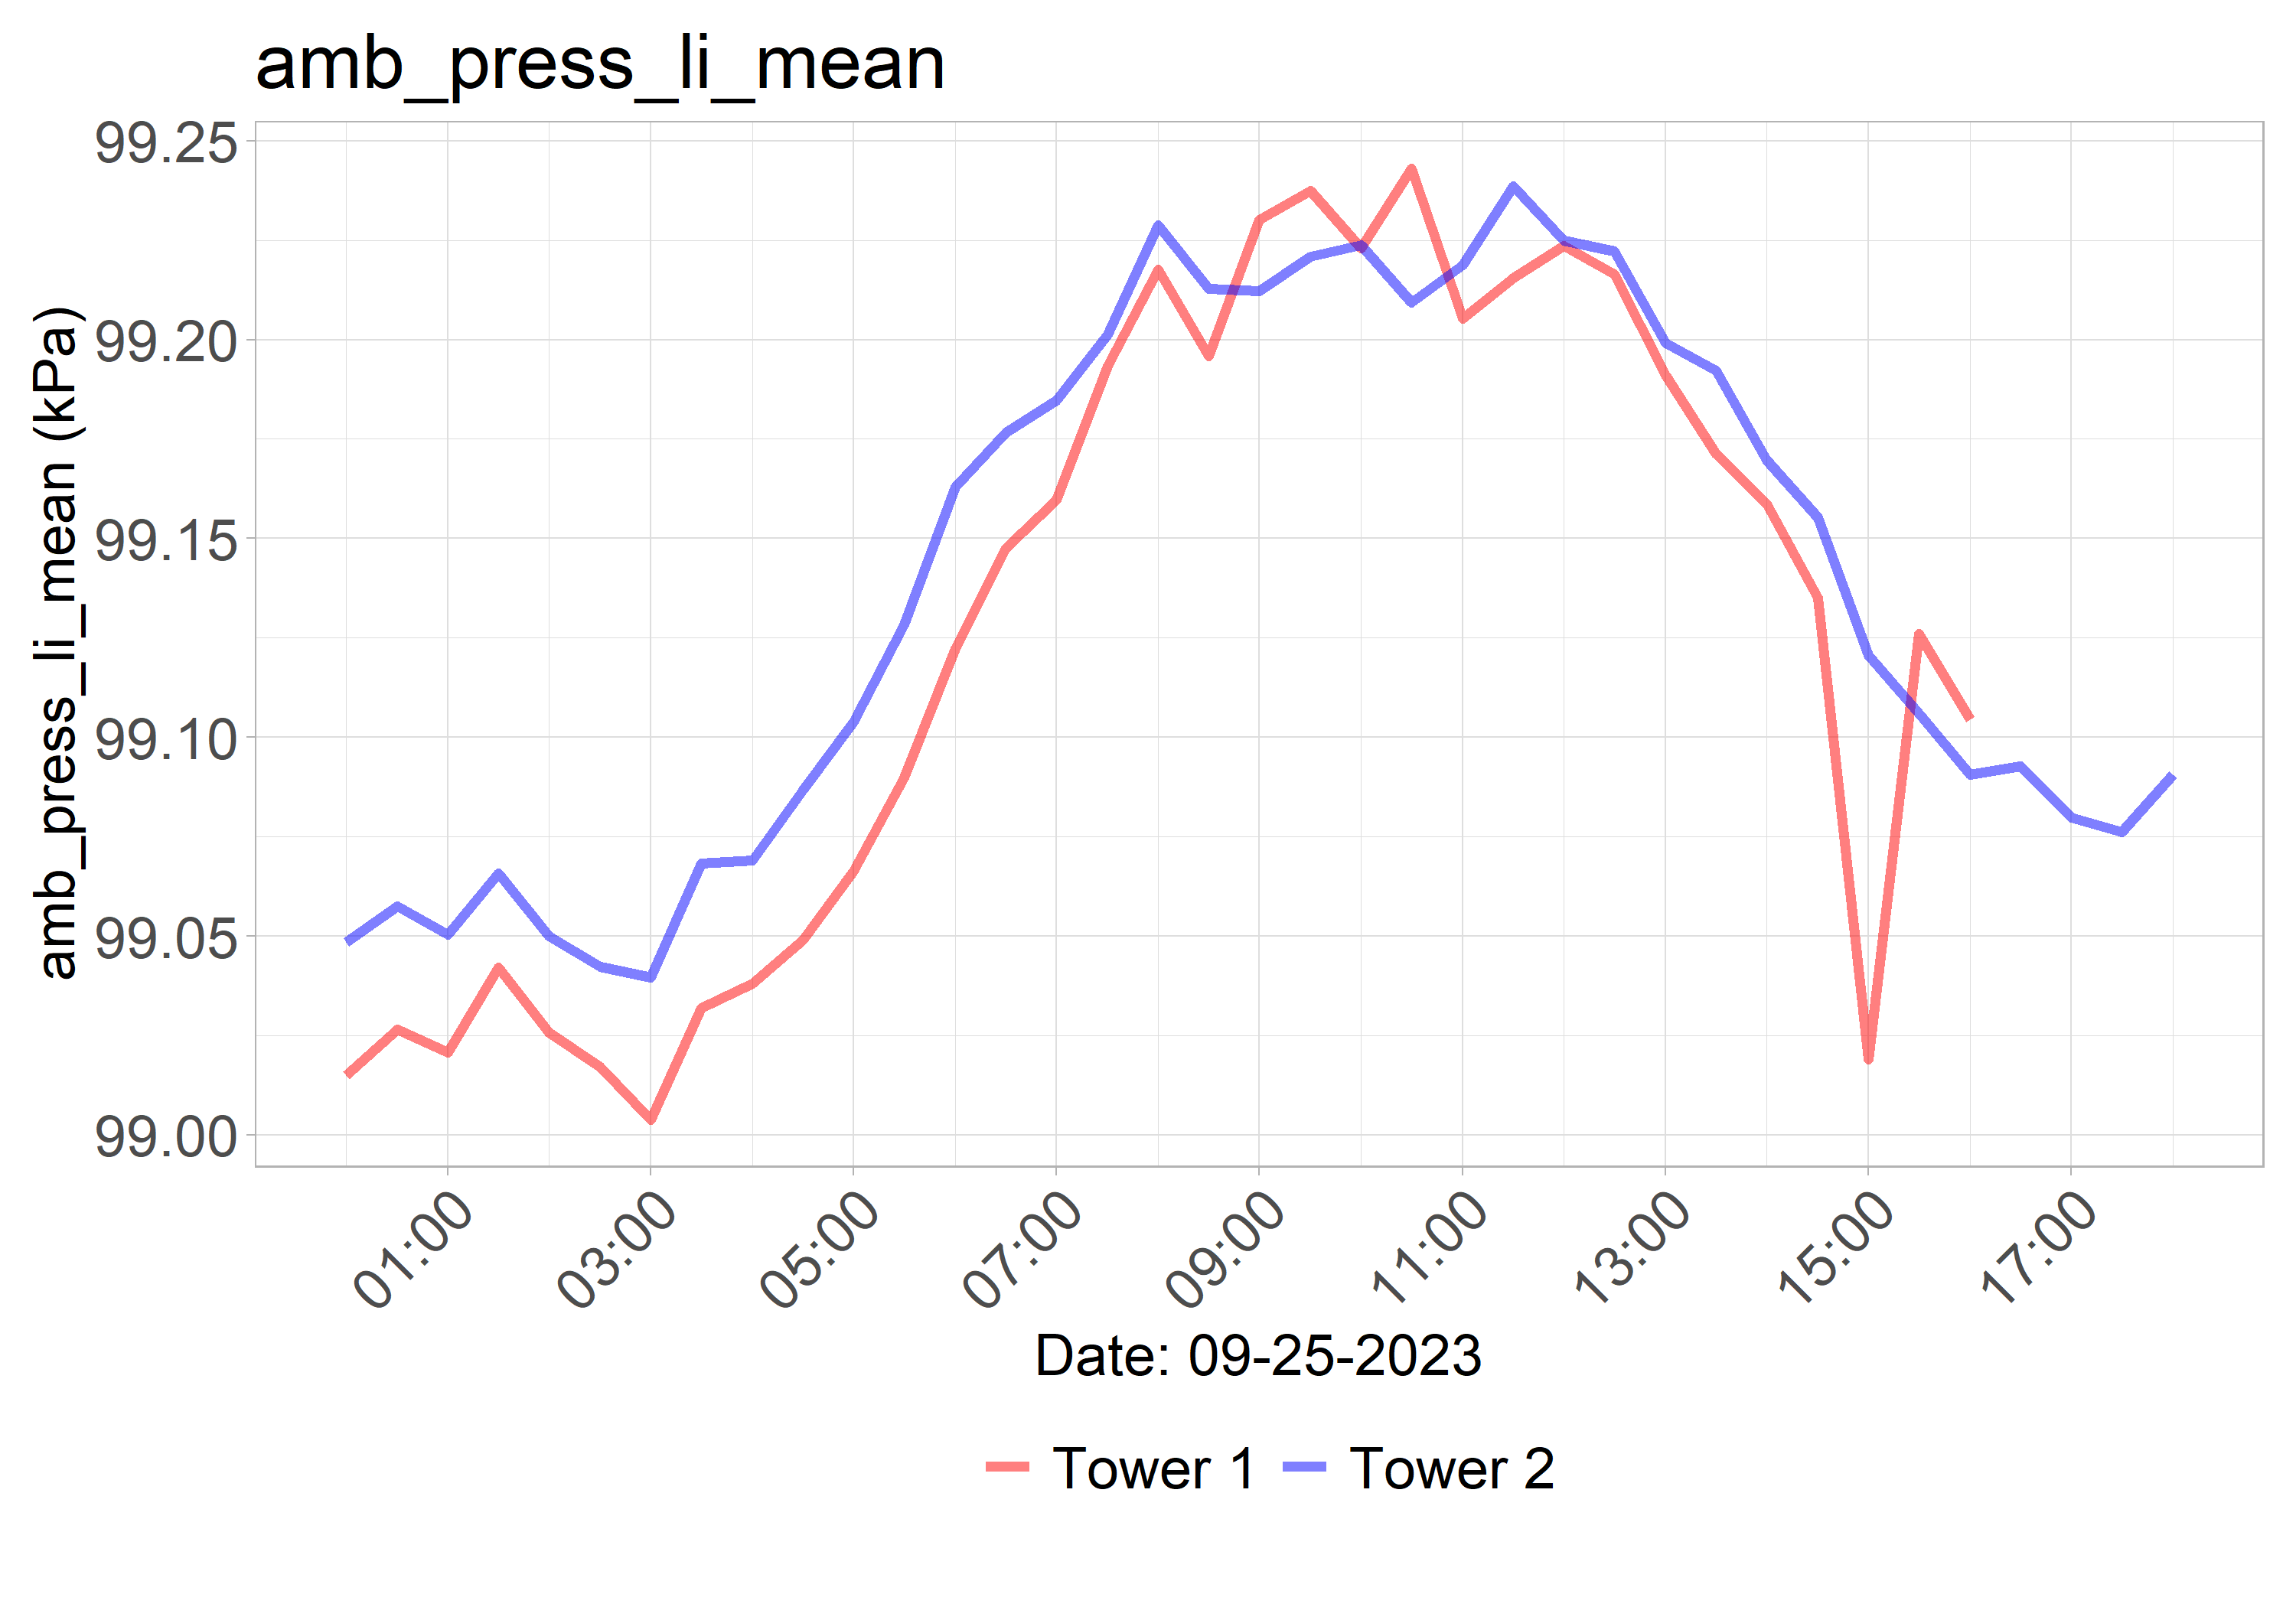 amb_press_li_mean
amb_press_li_mean (kPa)
99.25
99.20
99.15
99.10
99.05
99.00
01:00 03:00 05:00 07:00 09:00 11:00 13:00 15:00 17:00
Date: 09-25-2023
Tower 1 Tower 2